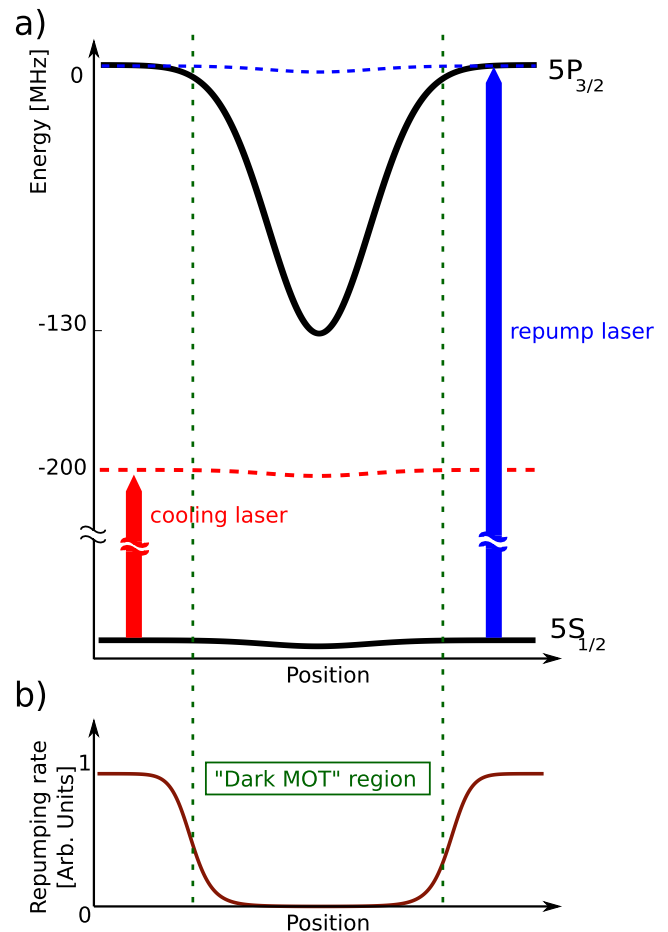 a)
0
5P3/2
Energy [MHz]
-130
repump laser
-200
cooling laser
5S1/2
Position
b)
1
"Dark MOT" region
Repumping rate
[Arb. Units]
0
Position